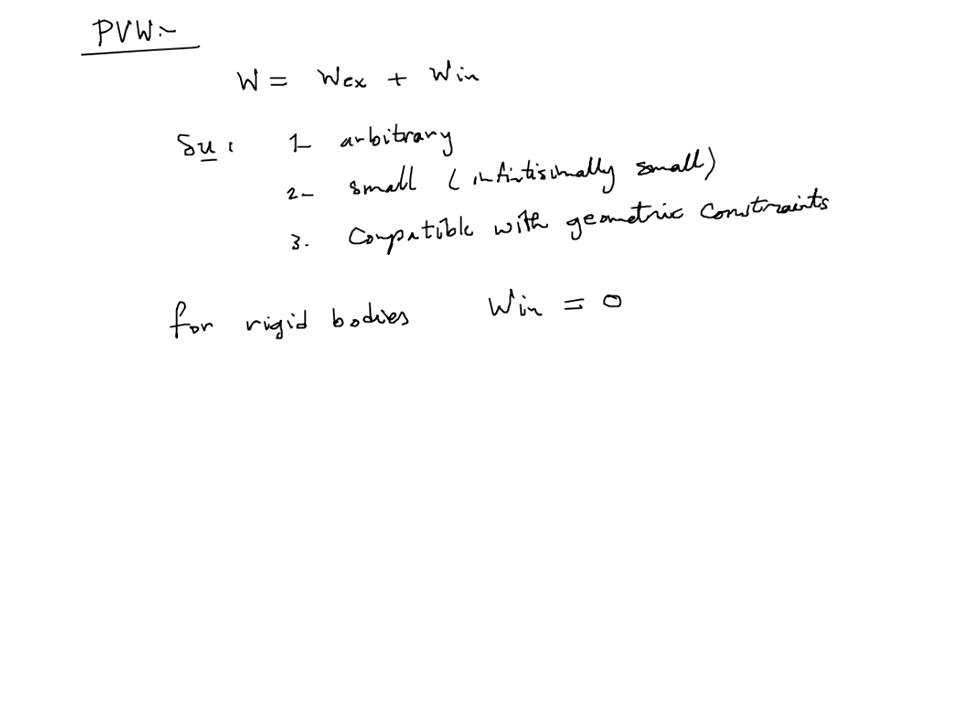 PVW:-
W = Wex + Win
δu : 1- arbitrary
2- small (infintisimally small)
3. Compatible with geometric constraints
for rigid bodies Win = 0